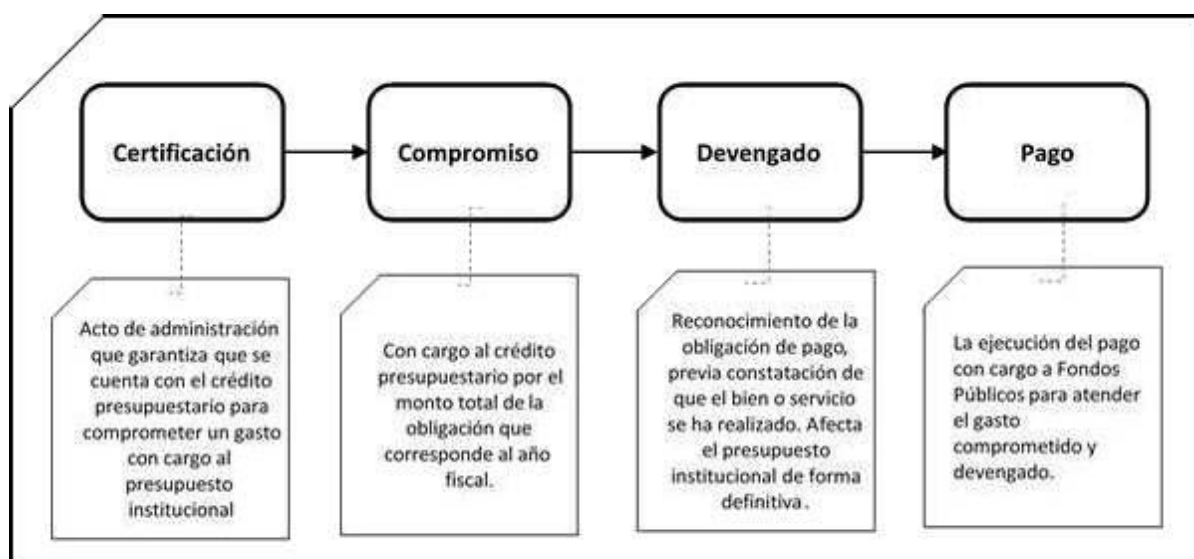 Certificación
Compromiso
Devengado
Pago
Acto de administración
que garantiza que se
cuenta con el crédito
presupuestario para
comprometer un gasto
con cargo al
presupuesto
institucional
Con cargo al crédito
presupuestario por el
monto total de la
obligación que
corresponde al año
fiscal.
Reconocimiento de la
obligación de pago,
previa constatación de
que el bien o servicio
se ha realizado. Afecta
el presupuesto
institucional de forma
definitiva.
La ejecución del pago
con cargo a Fondos
Públicos para atender
el gasto
comprometido y
devengado.